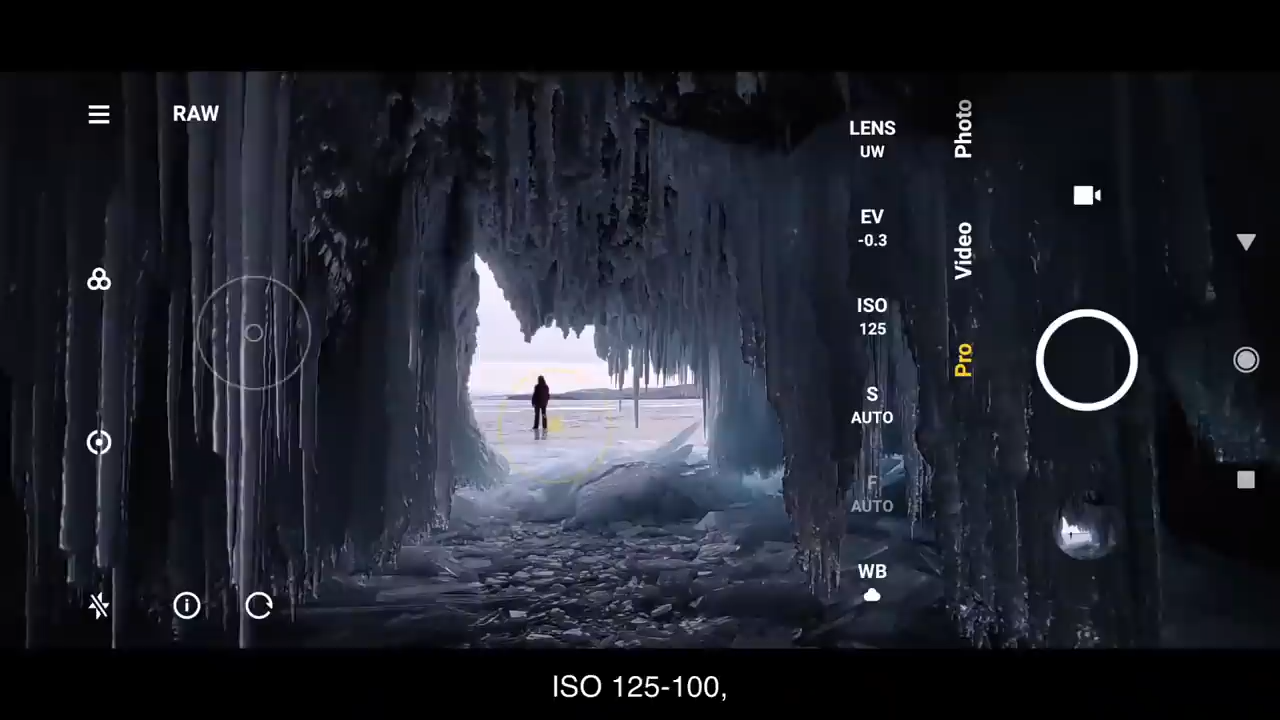 RAW
LENS
UW
EV
-0.3
ISO
125
S
AUTO
F
AUTO
WB
Photo
Video
Pro
ISO 125-100,